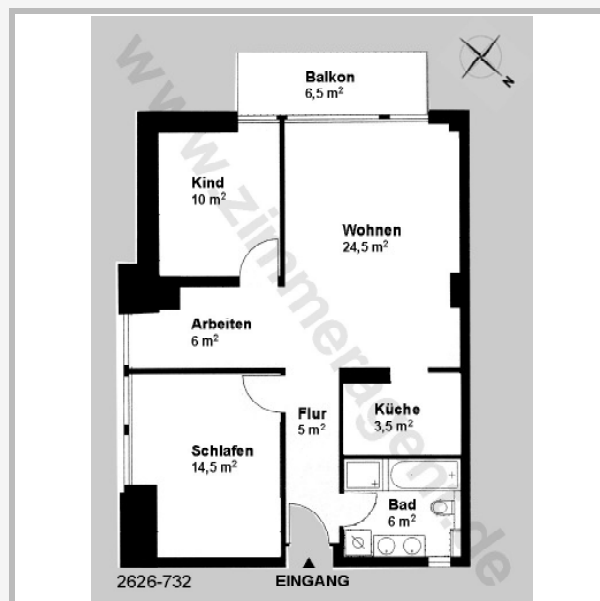 Balkon
6,5 m²
N
Kind
10 m²
Wohnen
24,5 m²
Arbeiten
6 m²
Flur
5 m²
Küche
3,5 m²
Schlafen
14,5 m²
Bad
6 m²
2626-732
EINGANG
www.zimmeragent.de